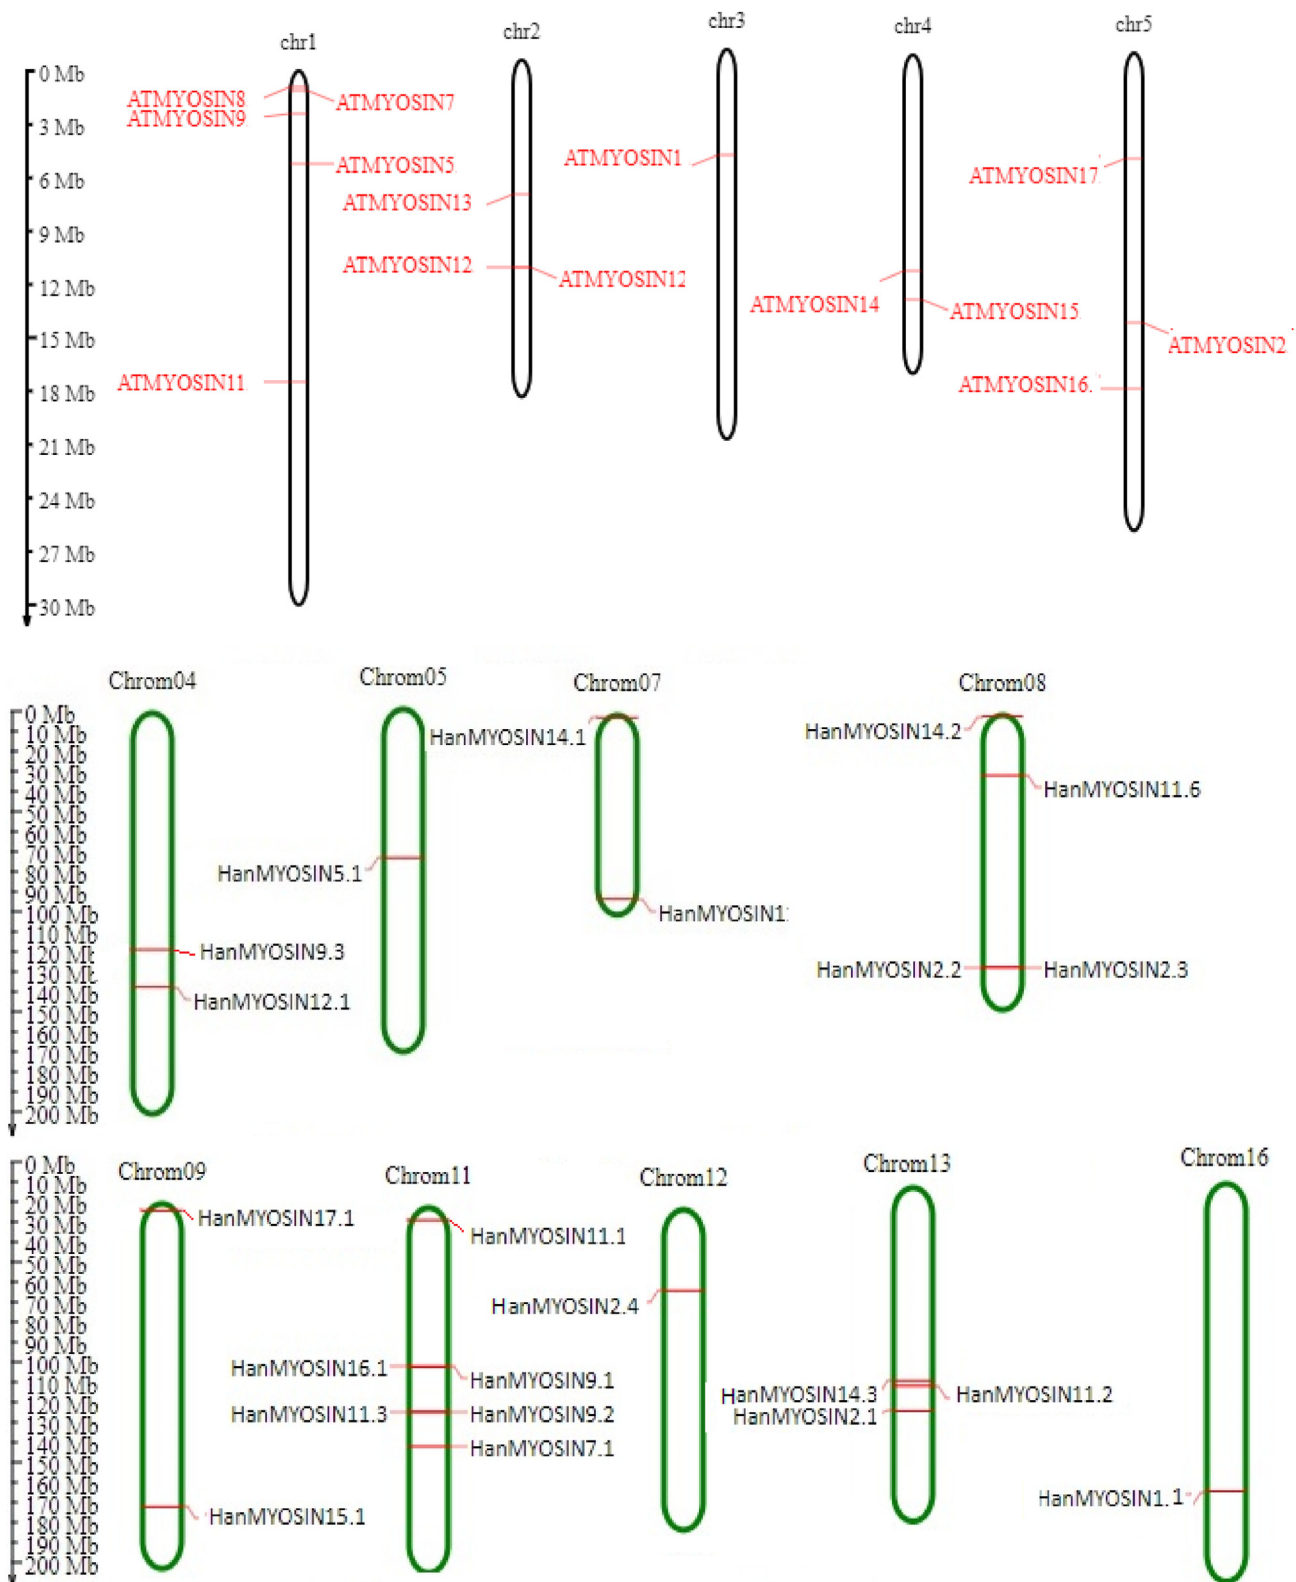 chr1
chr2
chr3
chr4
chr5
0 Mb
3 Mb
6 Mb
9 Mb
12 Mb
15 Mb
18 Mb
21 Mb
24 Mb
27 Mb
30 Mb
ATMYOSIN8
ATMYOSIN7
ATMYOSIN9
ATMYOSIN5
ATMYOSIN11
ATMYOSIN13
ATMYOSIN12
ATMYOSIN12
ATMYOSIN1
ATMYOSIN14
ATMYOSIN15
ATMYOSIN17
ATMYOSIN2
ATMYOSIN16.
Chrom04
Chrom05
Chrom07
Chrom08
0 Mb
10 Mb
20 Mb
30 Mb
40 Mb
50 Mb
60 Mb
70 Mb
80 Mb
90 Mb
100 Mb
110 Mb
120 Mt
130 Mt
140 Mb
150 Mb
160 Mb
170 Mb
180 Mb
190 Mb
200 Mb
HanMYOSIN9.3
HanMYOSIN12.1
HanMYOSIN5.1
HanMYOSIN14.1
HanMYOSIN1
HanMYOSIN14.2
HanMYOSIN11.6
HanMYOSIN2.2
HanMYOSIN2.3
Chrom09
Chrom11
Chrom12
Chrom13
Chrom16
0 Mb
10 Mb
20 Mb
30 Mb
40 Mb
50 Mb
60 Mb
70 Mb
80 Mb
90 Mb
100 Mb
110 Mb
120 Mb
130 Mb
140 Mb
150 Mb
160 Mb
170 Mb
180 Mb
190 Mb
200 Mb
HanMYOSIN17.1
HanMYOSIN15.1
HanMYOSIN11.1
HanMYOSIN16.1
HanMYOSIN9.1
HanMYOSIN11.3
HanMYOSIN9.2
HanMYOSIN7.1
HanMYOSIN2.4
HanMYOSIN14.3
HanMYOSIN11.2
HanMYOSIN2.1
HanMYOSIN1.1